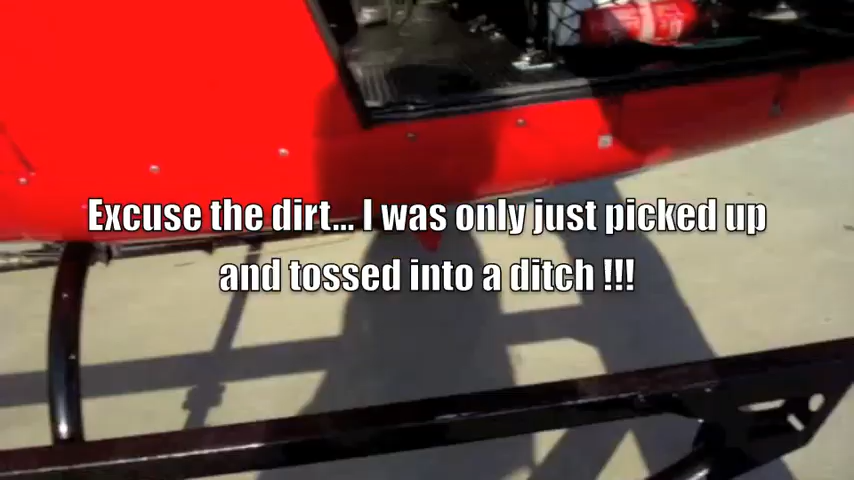 Excuse the dirt... I was only just picked up
and tossed into a ditch !!!